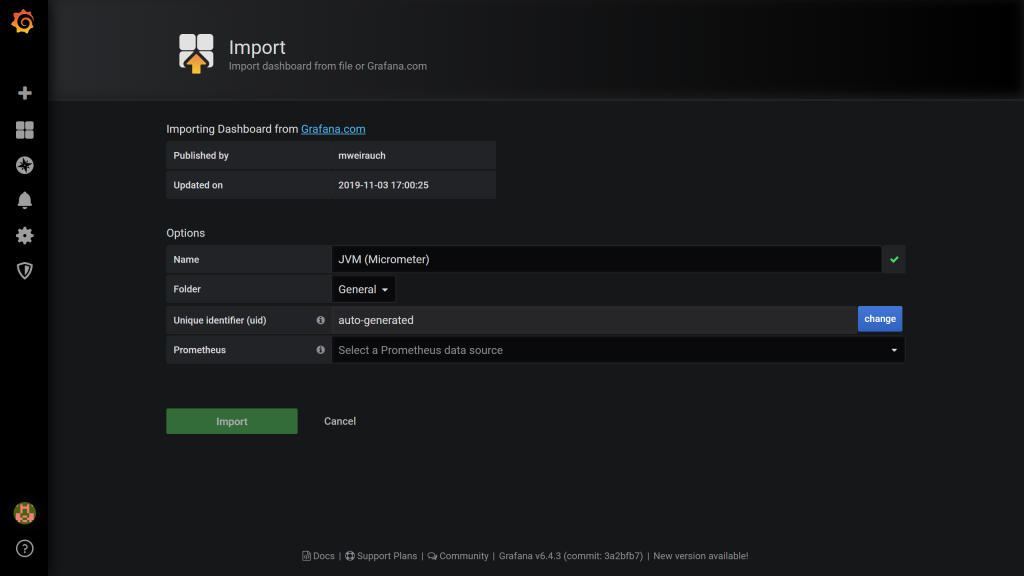 Import
Import dashboard from file or Grafana.com
Importing Dashboard from Grafana.com
Published by mweirauch
Updated on 2019-11-03 17:00:25
Options
Name JVM (Micrometer)
Folder General
Unique identifier (uid) auto-generated change
Prometheus Select a Prometheus data source
Import Cancel
Docs | Support Plans | Community | Grafana v6.4.3 (commit: 3a2bfb7) | New version available!